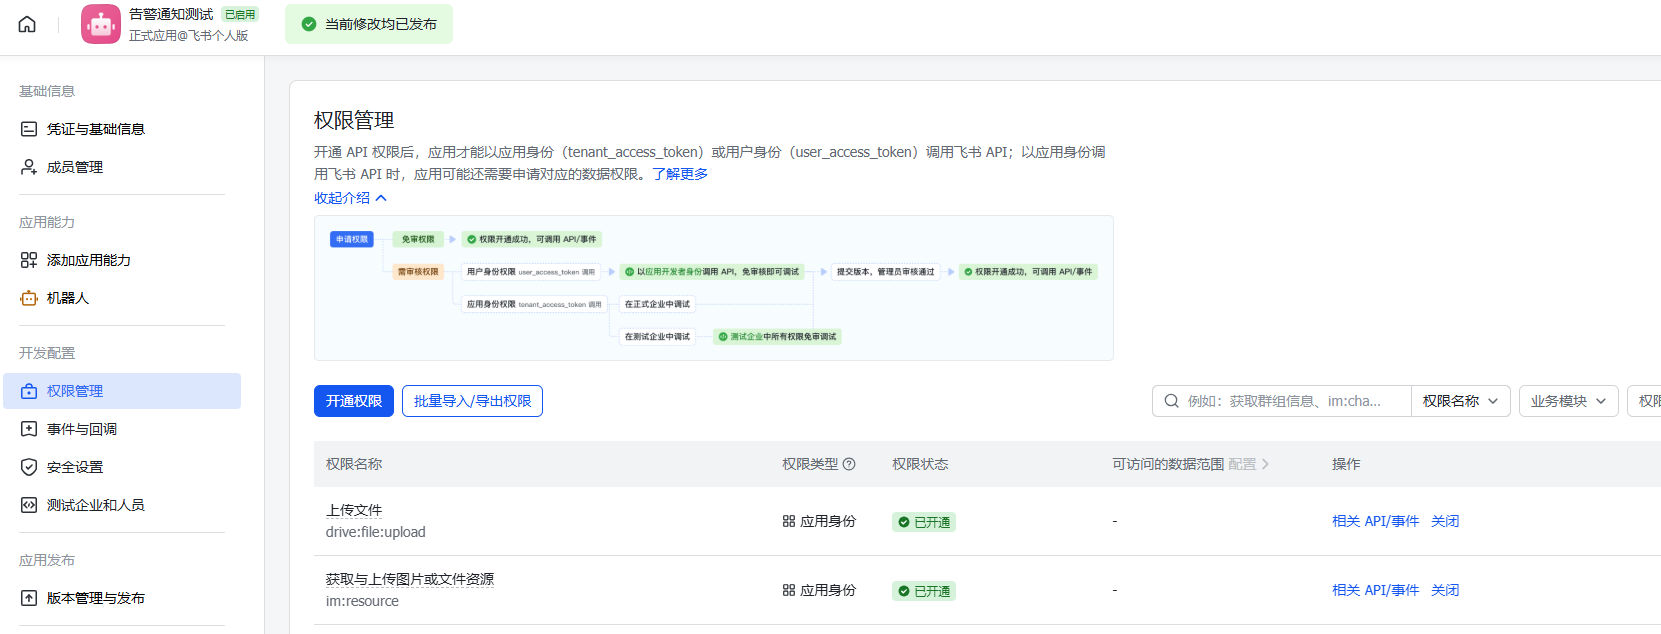 告警通知测试 已启用
正式应用@飞书个人版
当前修改均已发布
基础信息
凭证与基础信息
成员管理
应用能力
添加应用能力
机器人
开发配置
权限管理
事件与回调
安全设置
测试企业和人员
应用发布
版本管理与发布
权限管理
开通 API 权限后，应用才能以应用身份（tenant_access_token）或用户身份（user_access_token）调用飞书 API；以应用身份调
用飞书 API 时，应用可能还需要申请对应的数据权限。了解更多
收起介绍
申请权限 免审权限 权限开通成功，可调用 API/事件
需审核权限 用户身份权限 user_access_token 调用 以应用开发者身份调用 API，免审核即可调试 提交版本，管理员审核通过 权限开通成功，可调用 API/事件
应用身份权限 tenant_access_token 调用 在正式企业中调试
在测试企业中调试 测试企业中所有权限免审调试
开通权限 批量导入/导出权限 例如：获取群组信息、im:cha... 权限名称 业务模块 权限
权限名称 权限类型 权限状态 可访问的数据范围 配置 操作
上传文件
drive:file:upload
应用身份 已开通 - 相关 API/事件 关闭
获取与上传图片或文件资源
im:resource
应用身份 已开通 - 相关 API/事件 关闭